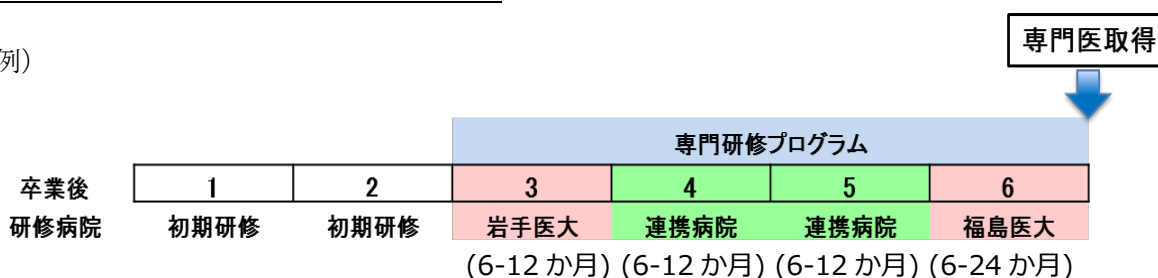 専門医取得
例）
専門研修プログラム
卒業後 1 2 3 4 5 6
研修病院 初期研修 初期研修 岩手医大 連携病院 連携病院 福島医大
(6-12 か月) (6-12 か月) (6-12 か月) (6-24 か月)